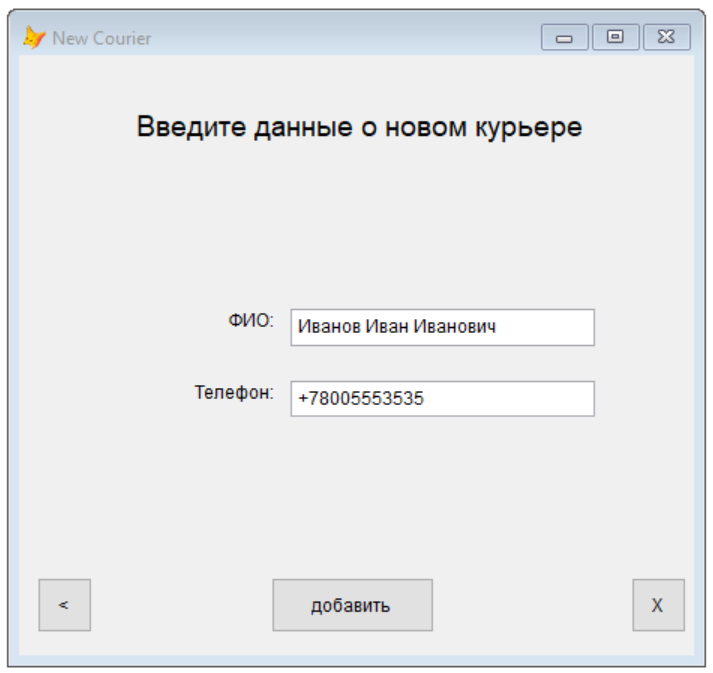 New Courier
Введите данные о новом курьере
ФИО: Иванов Иван Иванович
Телефон: +78005553535
< добавить X